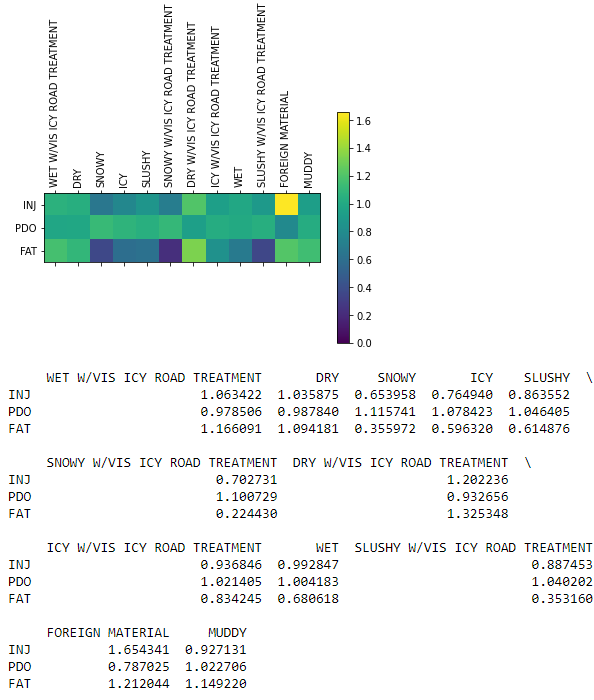 WET W/VIS ICY ROAD TREATMENT
DRY
SNOWY
ICY
SLUSHY
SNOWY W/VIS ICY ROAD TREATMENT
DRY W/VIS ICY ROAD TREATMENT
ICY W/VIS ICY ROAD TREATMENT
WET
SLUSHY W/VIS ICY ROAD TREATMENT
FOREIGN MATERIAL
MUDDY
INJ
PDO
FAT
1.6
1.4
1.2
1.0
0.8
0.6
0.4
0.2
0.0
WET W/VIS ICY ROAD TREATMENT DRY SNOWY ICY SLUSHY \
INJ 1.063422 1.035875 0.653958 0.764940 0.863552
PDO 0.978506 0.987840 1.115741 1.078423 1.046405
FAT 1.166091 1.094181 0.355972 0.596320 0.614876
SNOWY W/VIS ICY ROAD TREATMENT DRY W/VIS ICY ROAD TREATMENT \
INJ 0.702731 1.202236
PDO 1.100729 0.932656
FAT 0.224430 1.325348
ICY W/VIS ICY ROAD TREATMENT WET SLUSHY W/VIS ICY ROAD TREATMENT
INJ 0.936846 0.992847 0.887453
PDO 1.021405 1.004183 1.040202
FAT 0.834245 0.680618 0.353160
FOREIGN MATERIAL MUDDY
INJ 1.654341 0.927131
PDO 0.787025 1.022706
FAT 1.212044 1.149220